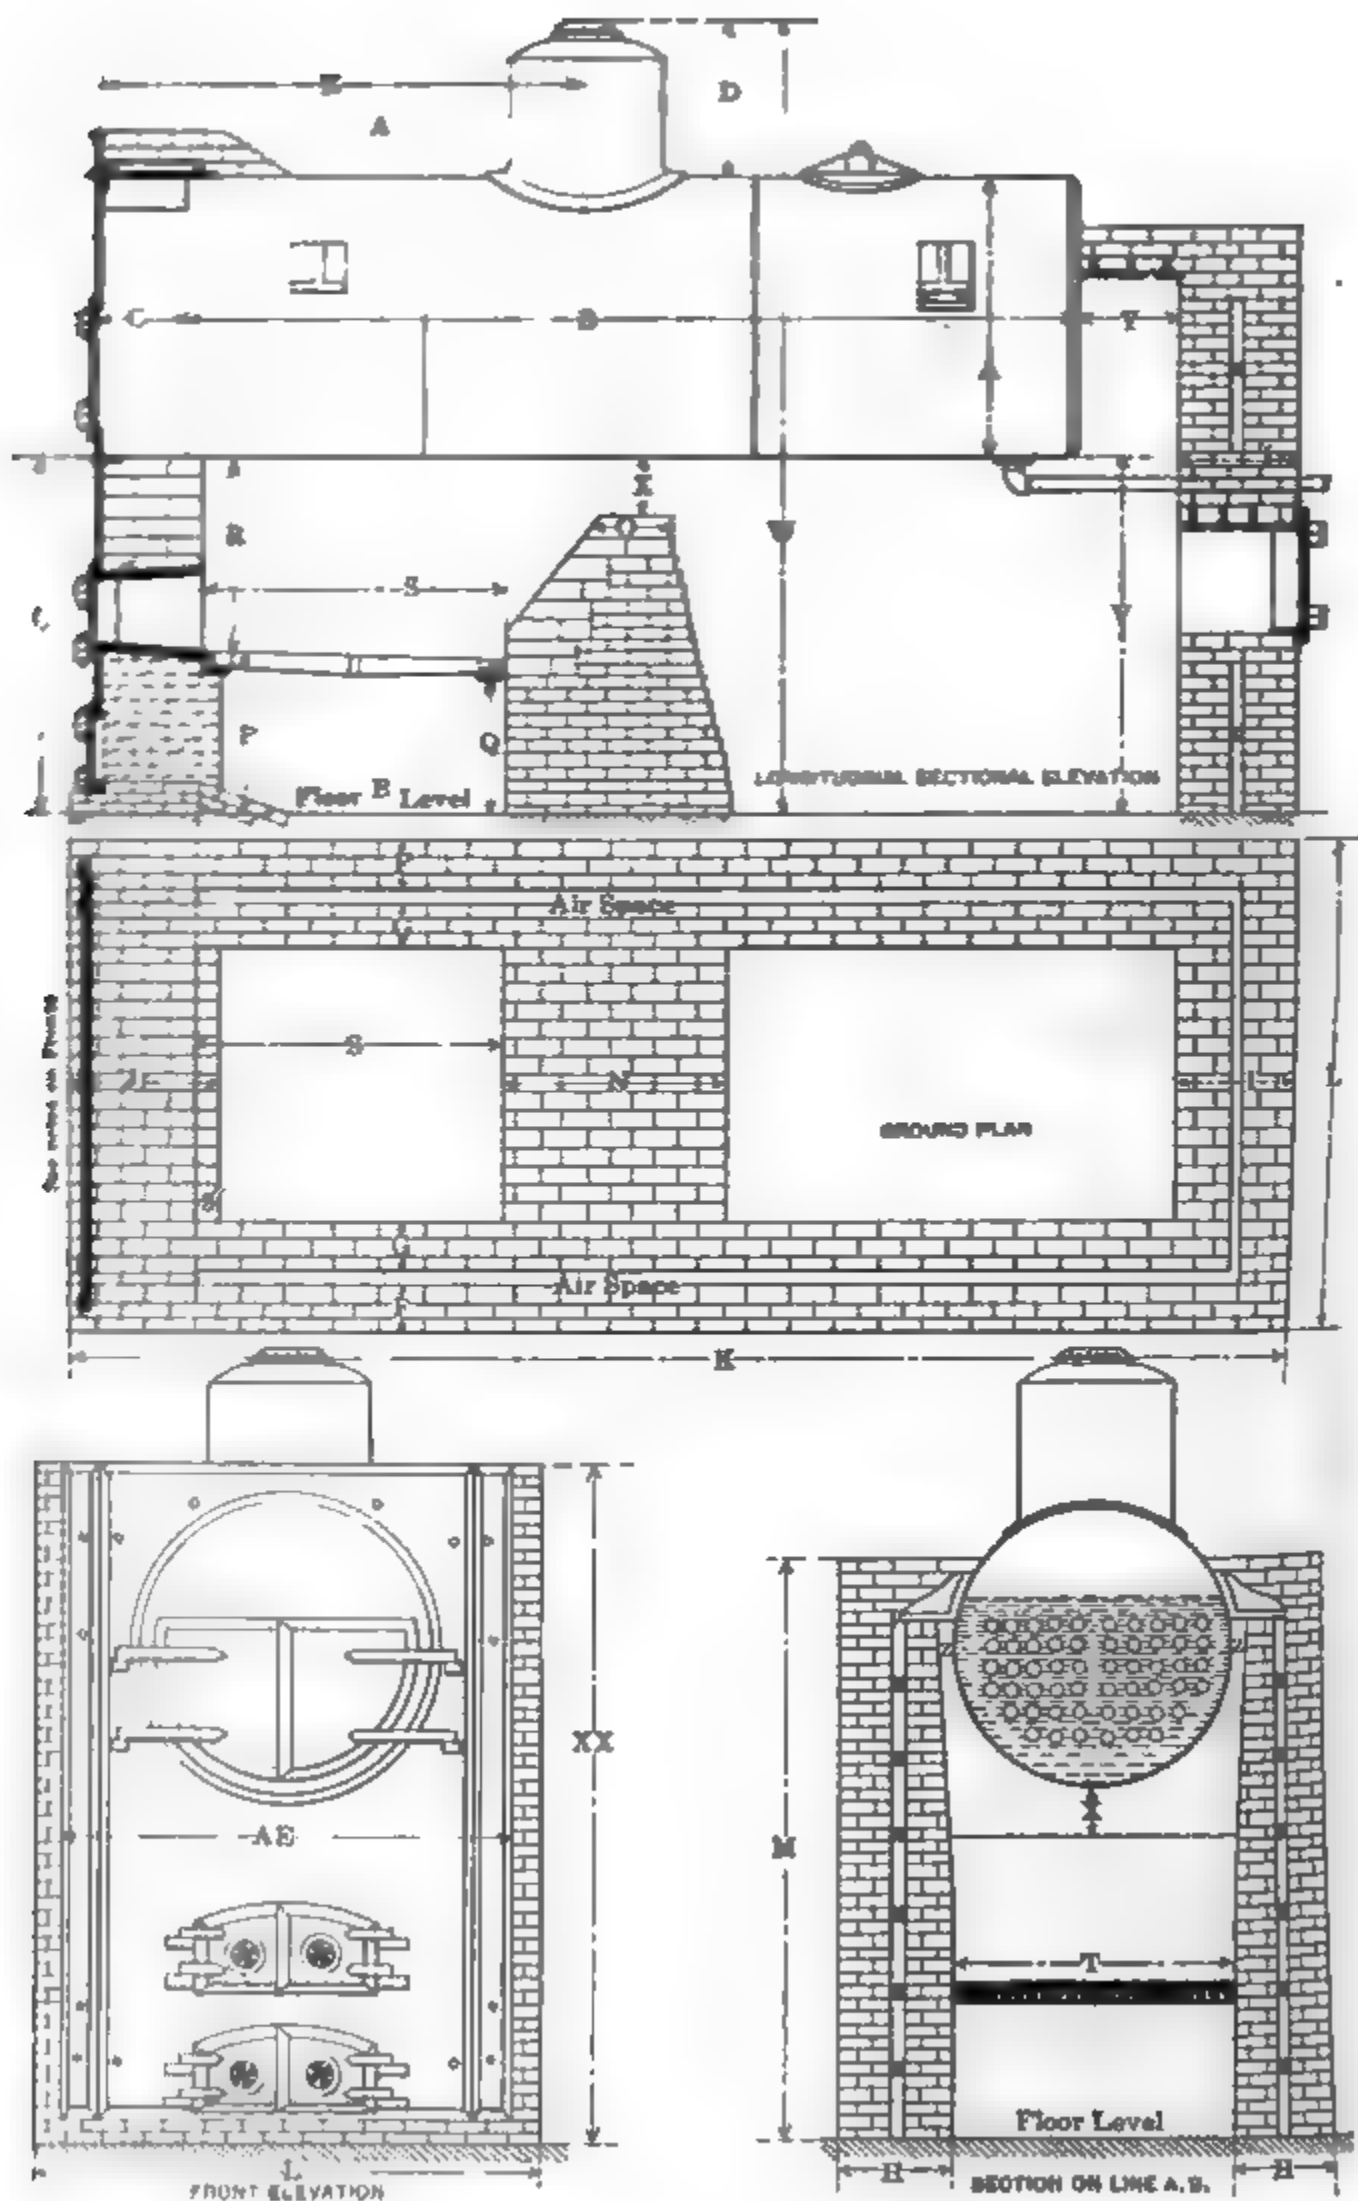 D
A
C
B
Y
A
X
R
O
S
V
P
Q
Floor B Level
LONGITUDINAL SECTIONAL ELEVATION
F
Air Space
G
S
J
N
I
L
GROUND PLAN
G
Air Space
F
K
XX
AE
M
X
T
Floor Level
L
H
H
FRONT ELEVATION
SECTION ON LINE A.B.